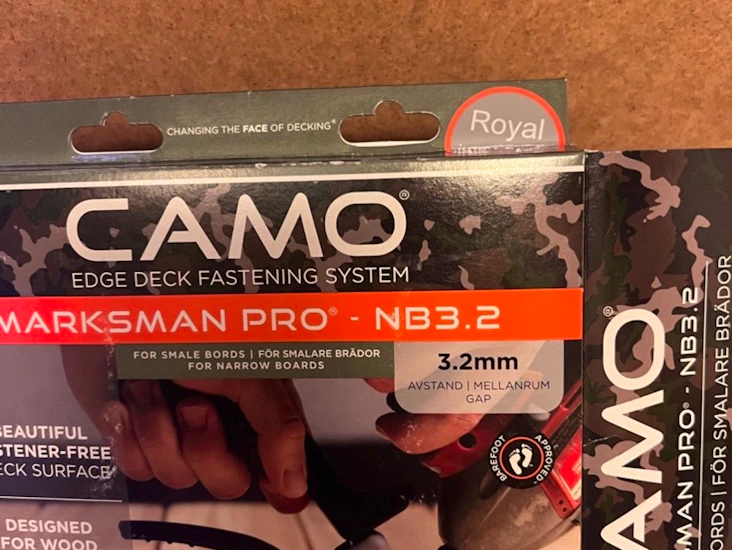 CHANGING THE FACE OF DECKING®
Royal
CAMO®
EDGE DECK FASTENING SYSTEM
MARKSMAN PRO® - NB3.2
FOR SMALE BORDS | FÖR SMALARE BRÄDOR
FOR NARROW BOARDS
3.2mm
AVSTAND | MELLANRUM
GAP
BAREFOOT APPROVED
BEAUTIFUL
STENER-FREE
ECK SURFACE
DESIGNED
FOR WOOD
AMO®
MAN PRO® - NB3.2
ORDS | FÖR SMALARE BRÄDOR